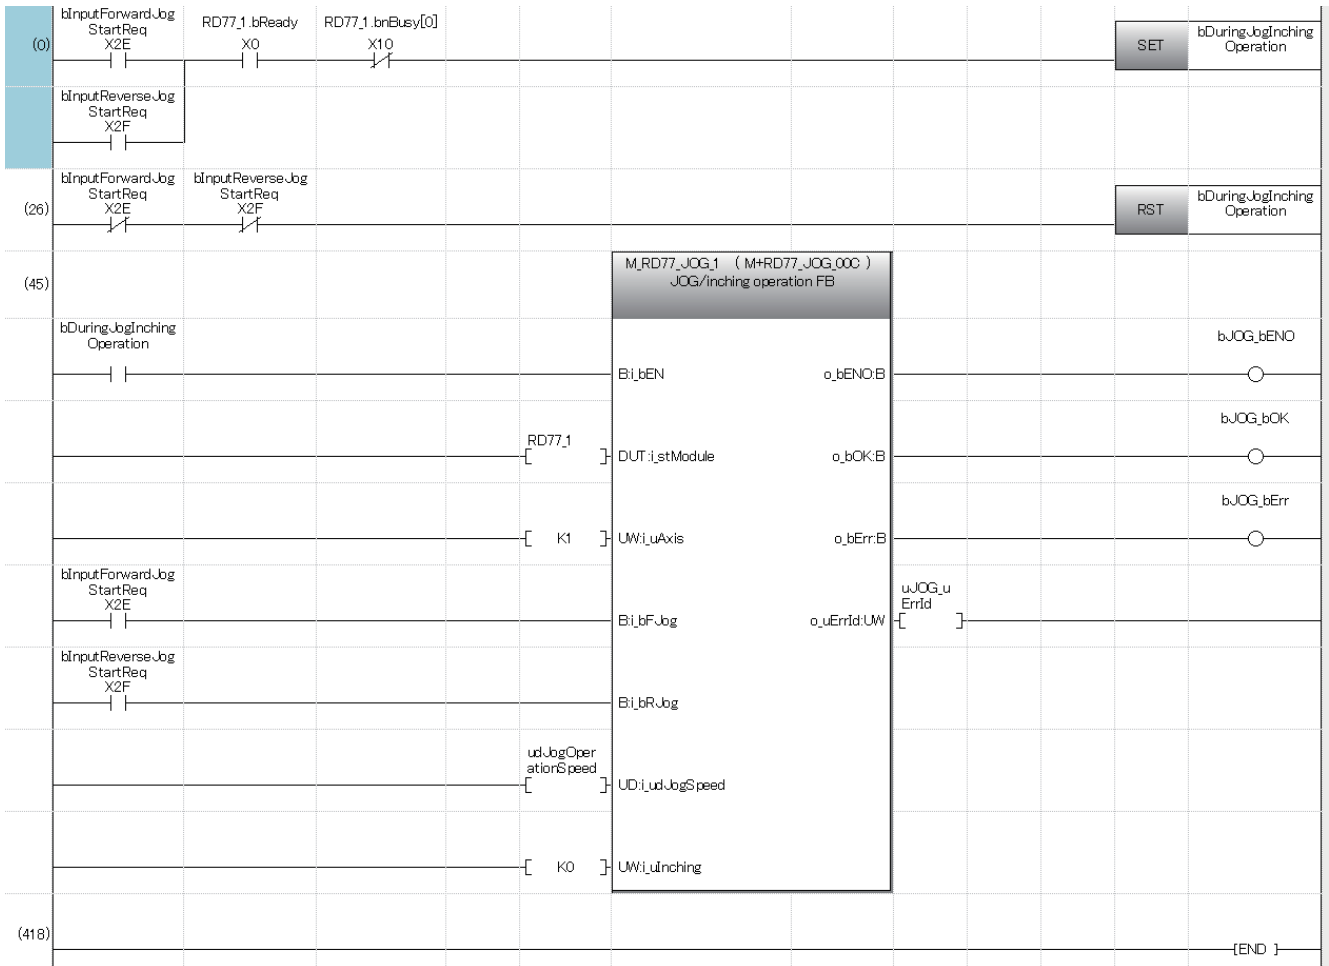 bInputForwardJog
StartReq
X2E
RD77_1.bReady
X0
RD77_1.bnBusy[0]
X10
(0)
SET
bDuringJogInching
Operation
bInputReverseJog
StartReq
X2F
bInputForwardJog
StartReq
X2E
bInputReverseJog
StartReq
X2F
(26)
RST
bDuringJogInching
Operation
(45)
M_RD77_JOG_1 ( M+RD77_JOG_00C )
JOG/inching operation FB
bDuringJogInching
Operation
B:i_bEN
o_bENO:B
bJOG_bENO
RD77_1
DUT:i_stModule
o_bOK:B
bJOG_bOK
K1
UW:i_uAxis
o_bErr:B
bJOG_bErr
bInputForwardJog
StartReq
X2E
B:i_bFJog
o_uErrId:UW
uJOG_u
ErrId
bInputReverseJog
StartReq
X2F
B:i_bRJog
udJogOper
ationSpeed
UD:i_udJogSpeed
K0
UW:i_uInching
(418)
[END ]